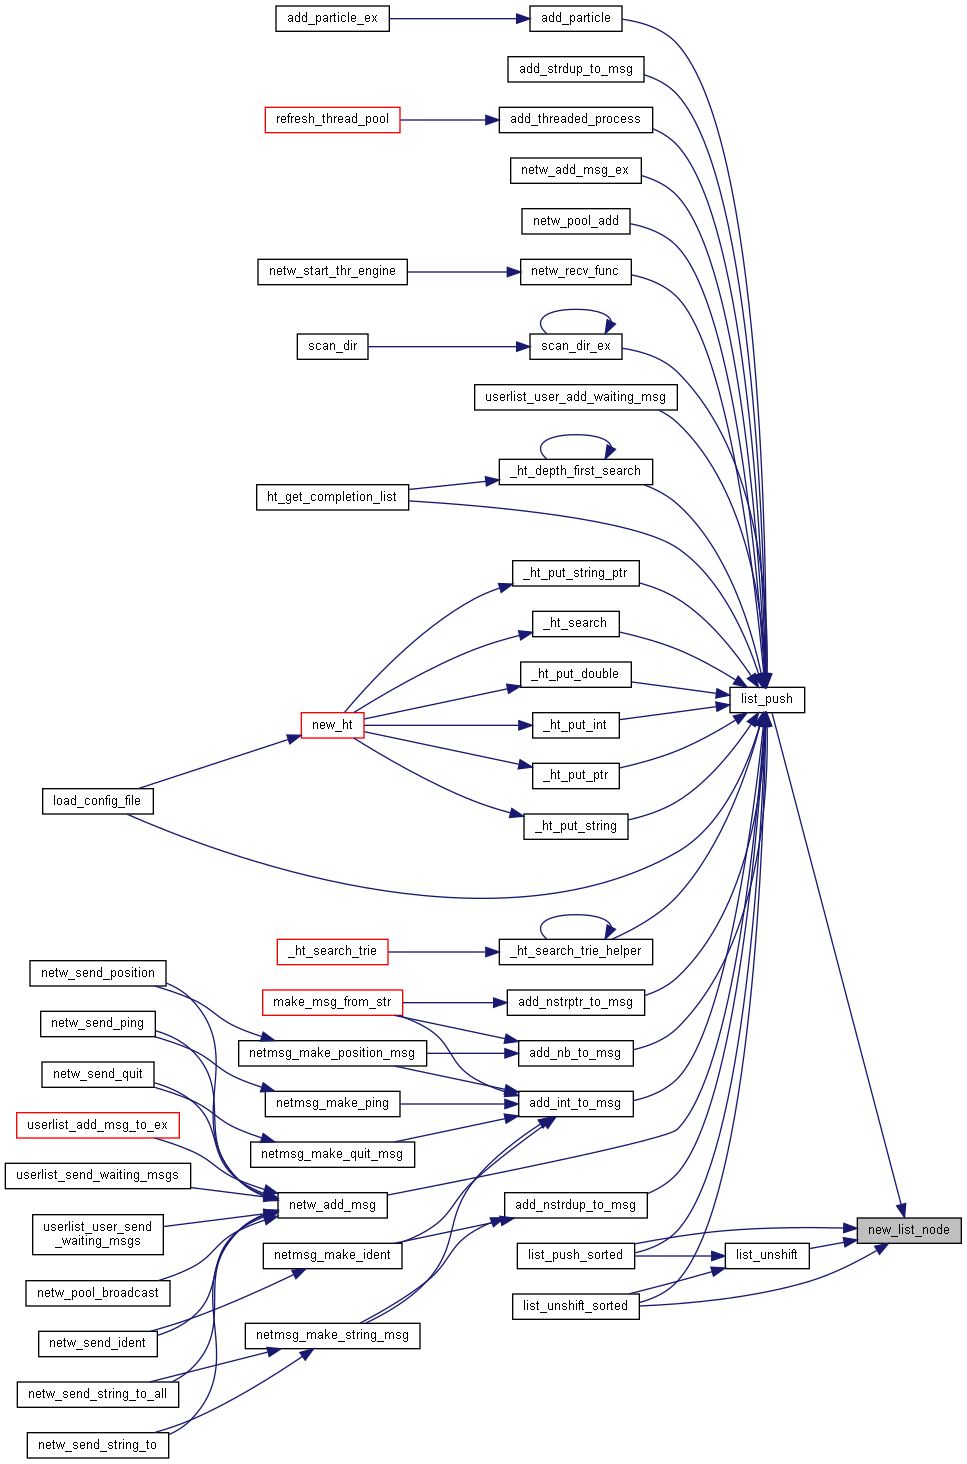 add_particle_ex
add_particle
add_strdup_to_msg
refresh_thread_pool
add_threaded_process
netw_add_msg_ex
netw_pool_add
netw_start_thr_engine
netw_recv_func
scan_dir
scan_dir_ex
userlist_user_add_waiting_msg
_ht_depth_first_search
ht_get_completion_list
_ht_put_string_ptr
_ht_search
_ht_put_double
list_push
new_ht
_ht_put_int
_ht_put_ptr
load_config_file
_ht_put_string
_ht_search_trie
_ht_search_trie_helper
netw_send_position
make_msg_from_str
add_nstrptr_to_msg
netw_send_ping
netmsg_make_position_msg
add_nb_to_msg
netw_send_quit
netmsg_make_ping
add_int_to_msg
userlist_add_msg_to_ex
netmsg_make_quit_msg
userlist_send_waiting_msgs
netw_add_msg
add_nstrdup_to_msg
userlist_user_send
_waiting_msgs
new_list_node
netmsg_make_ident
list_push_sorted
list_unshift
netw_pool_broadcast
list_unshift_sorted
netw_send_ident
netmsg_make_string_msg
netw_send_string_to_all
netw_send_string_to